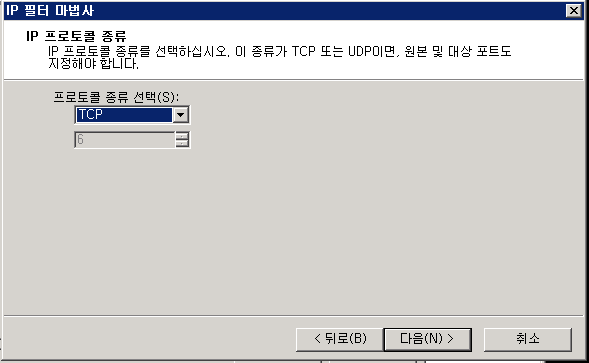 IP 필터 마법사
IP 프로토콜 종류
IP 프로토콜 종류를 선택하십시오. 이 종류가 TCP 또는 UDP이면, 원본 및 대상 포트도
지정해야 합니다.
프로토콜 종류 선택(S):
TCP
6
< 뒤로(B)
다음(N) >
취소